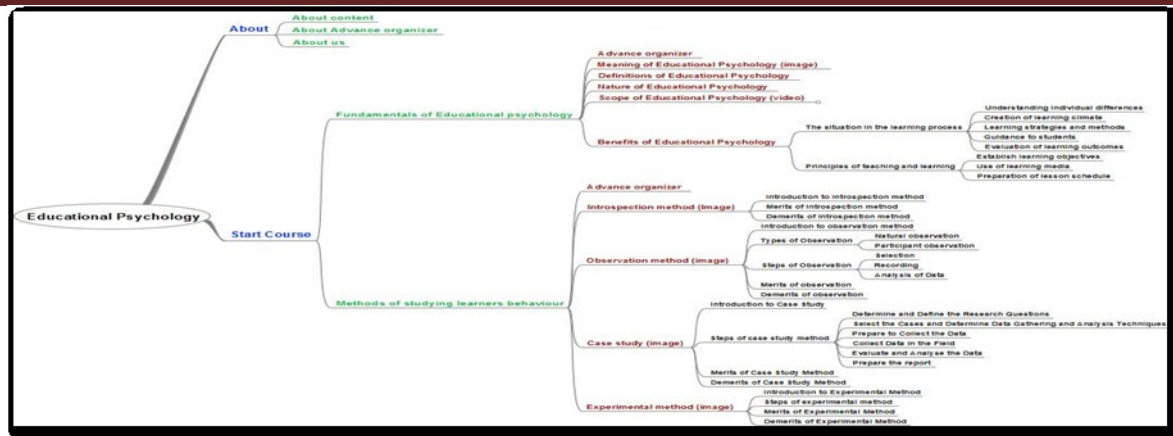 About
About content
About Advance organizer
About us
Educational Psychology
Start Course
Fundamentals of Educational psychology
Advance organizer
Meaning of Educational Psychology (image)
Definitions of Educational Psychology
Nature of Educational Psychology
Scope of Educational Psychology (video)
Benefits of Educational Psychology
The situation in the learning process
Understanding individual differences
Creation of learning climate
Learning strategies and methods
Guidance to students
Evaluation of learning outcomes
Principles of teaching and learning
Establish learning objectives
Use of learning media
Preparation of lesson schedule
Methods of studying learners behaviour
Advance organizer
Introspection method (image)
Introduction to introspection method
Merits of introspection method
Demerits of introspection method
Observation method (image)
Introduction to observation method
Types of Observation
Natural observation
Participant observation
Steps of Observation
Selection
Recording
Analysis of Data
Merits of observation
Demerits of observation
Case study (image)
Introduction to Case Study
Steps of case study method
Determine and Define the Research Questions
Select the Cases and Determine Data Gathering and Analysis Techniques
Prepare to Collect the Data
Collect Data in the Field
Evaluate and Analyse the Data
Prepare the report
Merits of Case Study Method
Demerits of Case Study Method
Experimental method (image)
Introduction to Experimental Method
Steps of experimental method
Merits of Experimental Method
Demerits of Experimental Method